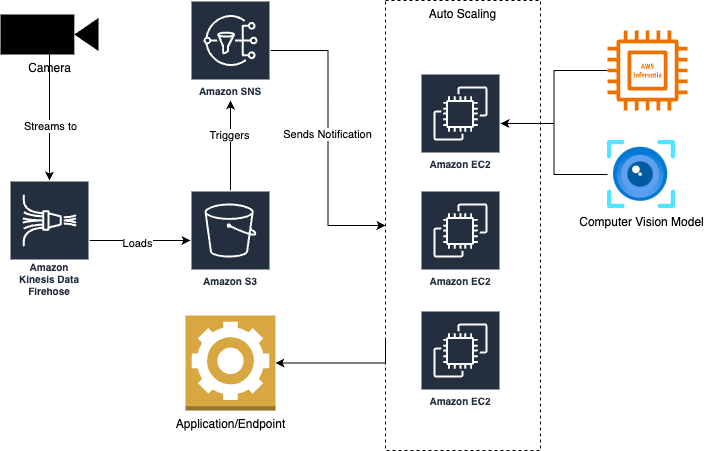 Camera
Streams to
Amazon
Kinesis Data
Firehose
Loads
Amazon SNS
Triggers
Amazon S3
Sends Notification
Application/Endpoint
Auto Scaling
Amazon EC2
Amazon EC2
Amazon EC2
AWS
Inferentia
Computer Vision Model